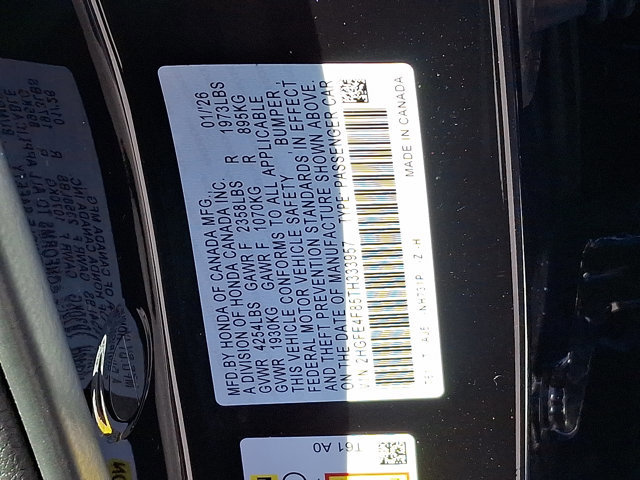 MFD BY HONDA OF CANADA MFG. 01/26
A DIVISION OF HONDA CANADA INC.
GVWR 4254LBS GAWR F 2358LBS R 1973LBS
GVWR 1930KG GAWR F 1070KG R 895KG
THIS VEHICLE CONFORMS TO ALL APPLICABLE
FEDERAL MOTOR VEHICLE SAFETY, BUMPER,
AND THEFT PREVENTION STANDARDS IN EFFECT
ON THE DATE OF MANUFACTURE SHOWN ABOVE.
VIN 2HGFE4F85TH033957 TYPE PASSENGER CAR
NH731P
MADE IN CANADA
T61 A0